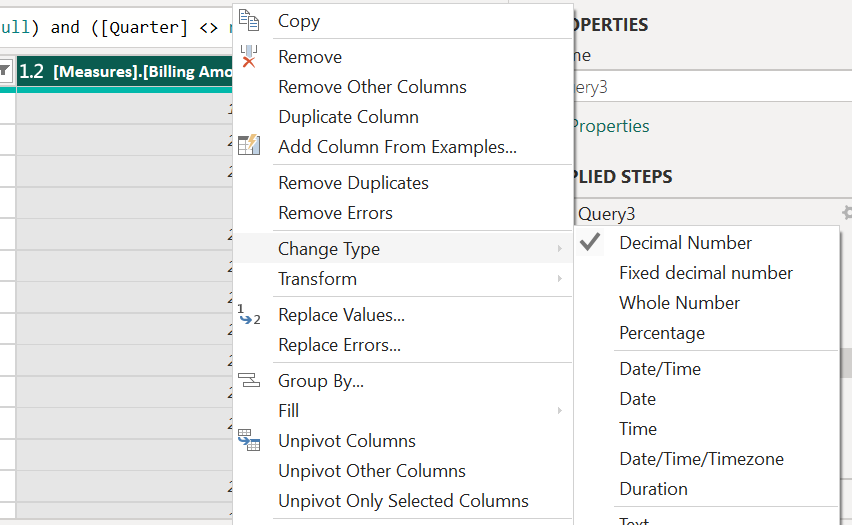 ull) and ([Quarter] <>
1.2 [Measures].[Billing Amo
Copy
Remove
Remove Other Columns
Duplicate Column
Add Column From Examples...
Remove Duplicates
Remove Errors
Change Type
Transform
1
2
Replace Values...
Replace Errors...
Group By...
Fill
Unpivot Columns
Unpivot Other Columns
Unpivot Only Selected Columns
OPERTIES
me
ery3
Properties
PLIED STEPS
Query3
Decimal Number
Fixed decimal number
Whole Number
Percentage
Date/Time
Date
Time
Date/Time/Timezone
Duration
Text